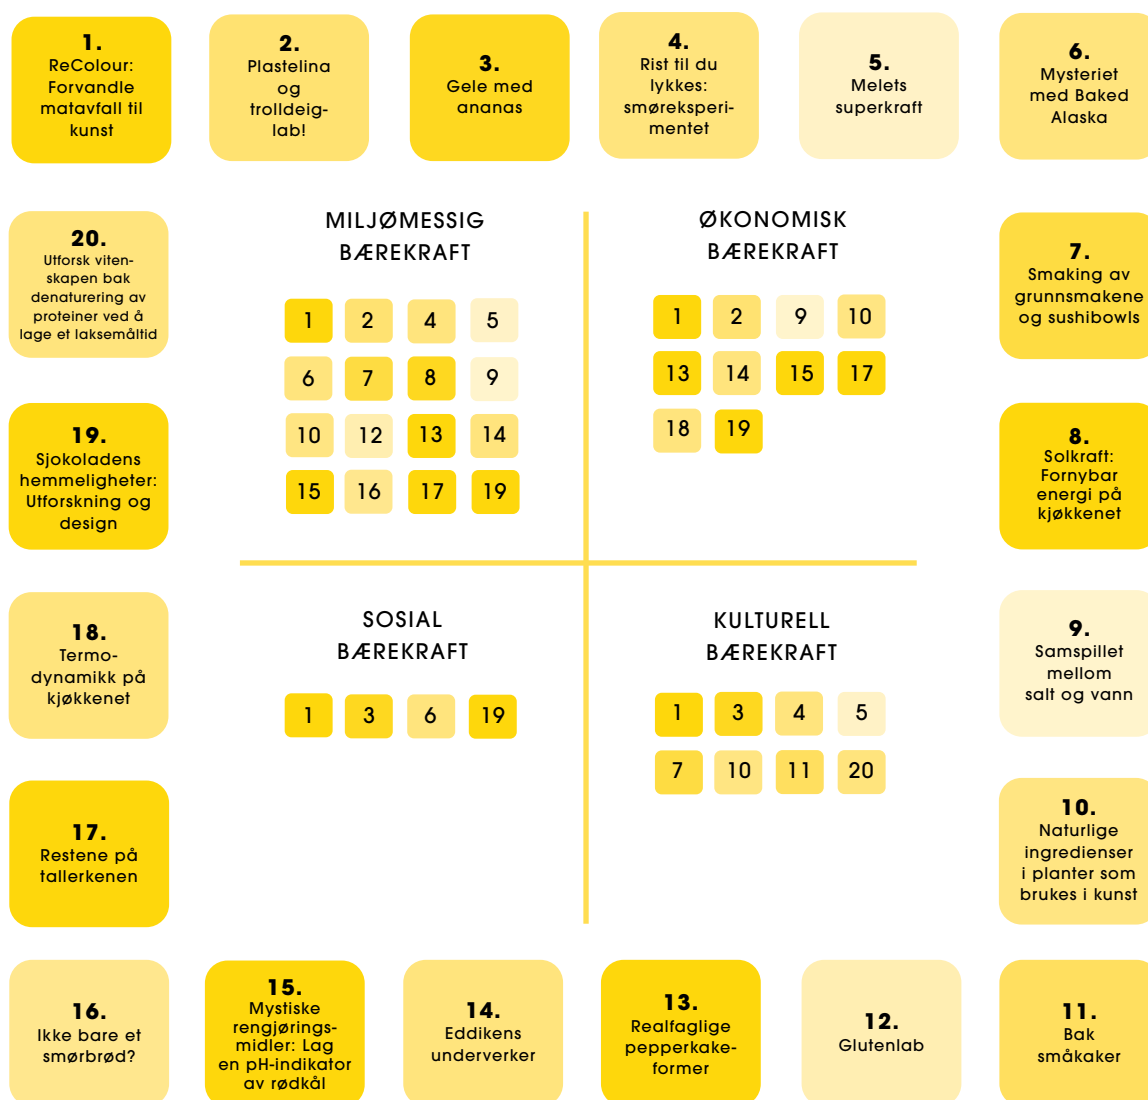 1.
ReColour:
Forvandle
matavfall til
kunst
2.
Plastelina
og
trolldeig-
lab!
3.
Gele med
ananas
4.
Rist til du
lykkes:
smøreksperi-
mentet
5.
Melets
superkraft
6.
Mysteriet
med Baked
Alaska
20.
Utforsk viten-
skapen bak
denaturering av
proteiner ved å
lage et laksemåltid
MILJØMESSIG
BÆREKRAFT
1 2 4 5
6 7 8 9
10 12 13 14
15 16 17 19
ØKONOMISK
BÆREKRAFT
1 2 9 10
13 14 15 17
18 19
7.
Smaking av
grunnsmakene
og sushibowls
19.
Sjokoladens
hemmeligheter:
Utforskning og
design
8.
Solkraft:
Fornybar
energi på
kjøkkenet
18.
Termo-
dynamikk på
kjøkkenet
SOSIAL
BÆREKRAFT
1 3 6 19
KULTURELL
BÆREKRAFT
1 3 4 5
7 10 11 20
9.
Samspillet
mellom
salt og vann
17.
Restene på
tallerkenen
10.
Naturlige
ingredienser
i planter som
brukes i kunst
16.
Ikke bare et
smørbrød?
15.
Mystiske
rengjørings-
midler: Lag
en pH-indikator
av rødkål
14.
Eddikens
underverker
13.
Realfaglige
pepperkake-
former
12.
Glutenlab
11.
Bak
småkaker